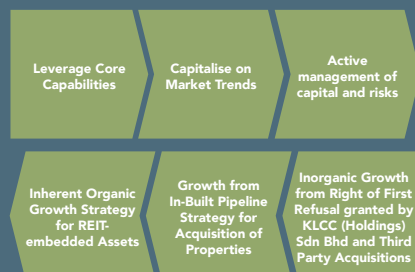 Leverage Core
Capabilities
Capitalise on
Market Trends
Active
management of
capital and risks
Inherent Organic
Growth Strategy
for REIT-
embedded Assets
Growth from
In-Built Pipeline
Strategy for
Acquisition of
Properties
Inorganic Growth
from Right of First
Refusal granted by
KLCC (Holdings)
Sdn Bhd and Third
Party Acquisitions